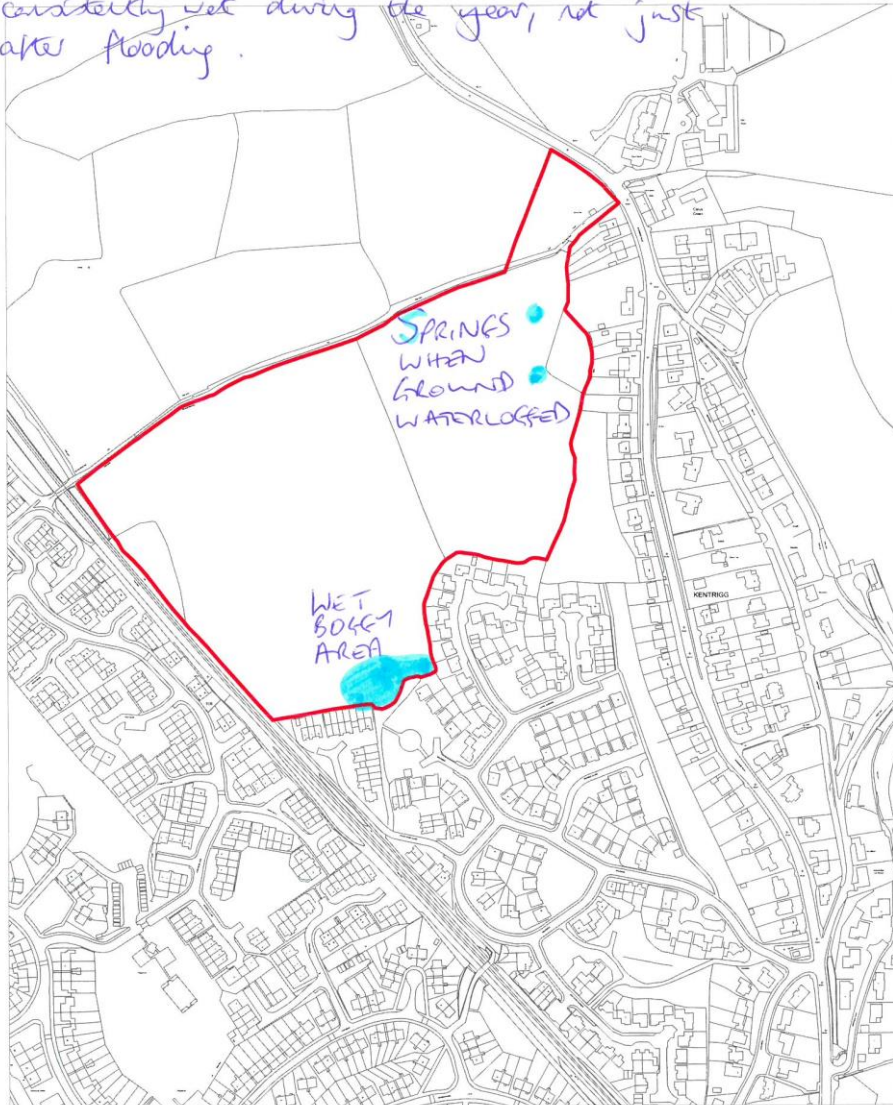 consistently wet during the year, not just
after flooding.
SPRINGS
WHEN
GROUND
WATERLOGGED
WET
BOGGY
AREA
KENTRIGG